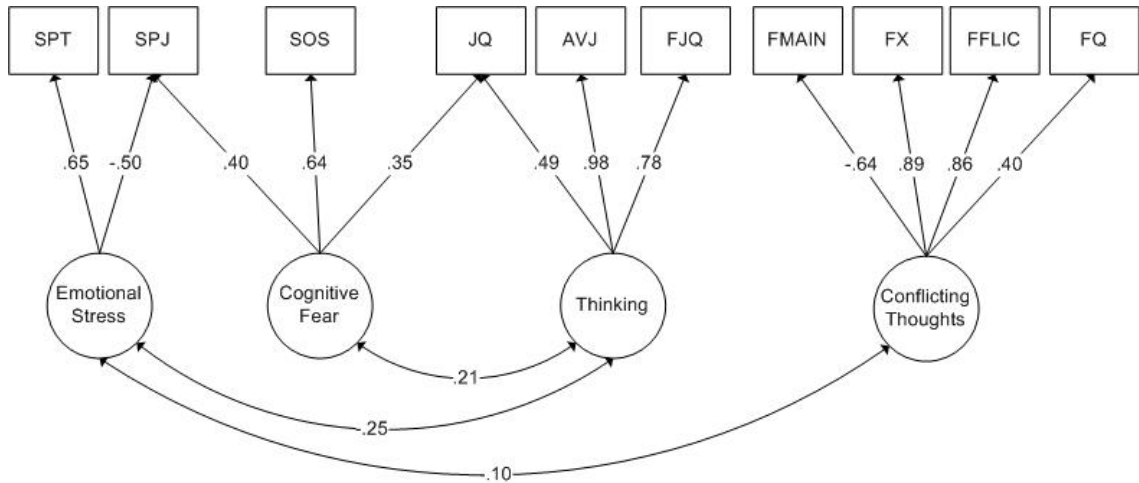 SPT
SPJ
SOS
JQ
AVJ
FJQ
FMAIN
FX
FFLIC
FQ
.65
-.50
.40
.64
.35
.49
.98
.78
-.64
.89
.86
.40
Emotional
Stress
Cognitive
Fear
Thinking
Conflicting
Thoughts
.21
-.25
.10